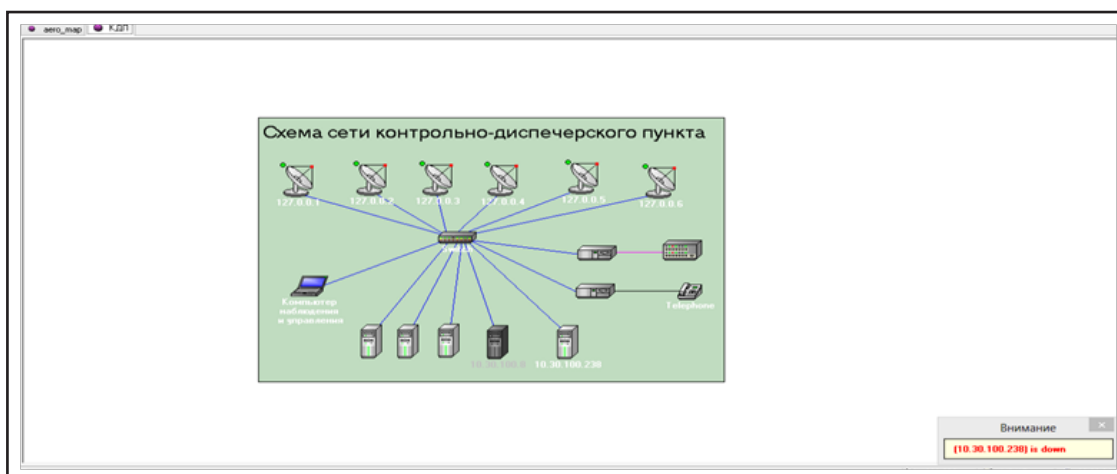 aero_map КДП
Схема сети контрольно-диспечерского пункта
127.0.0.1 127.0.0.2 127.0.0.3 127.0.0.4 127.0.0.5 127.0.0.6
Компьютер
наблюдения
и управления
Telephone
10.30.100.238
Внимание
(10.30.100.238) is down